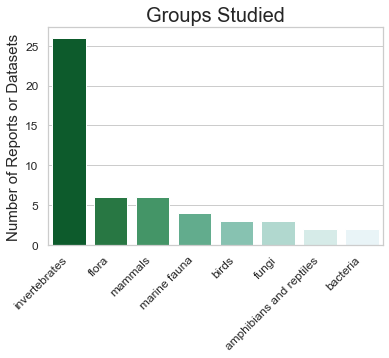 Groups Studied
Number of Reports or Datasets
25
20
15
10
5
0
invertebrates
flora
mammals
marine fauna
birds
fungi
amphibians and reptiles
bacteria